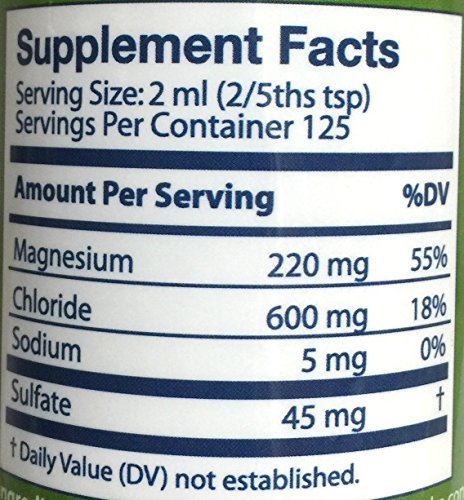 Supplement Facts
Serving Size: 2 ml (2/5ths tsp)
Servings Per Container 125
Amount Per Serving %DV
Magnesium 220 mg 55%
Chloride 600 mg 18%
Sodium 5 mg 0%
Sulfate 45 mg †
† Daily Value (DV) not established.